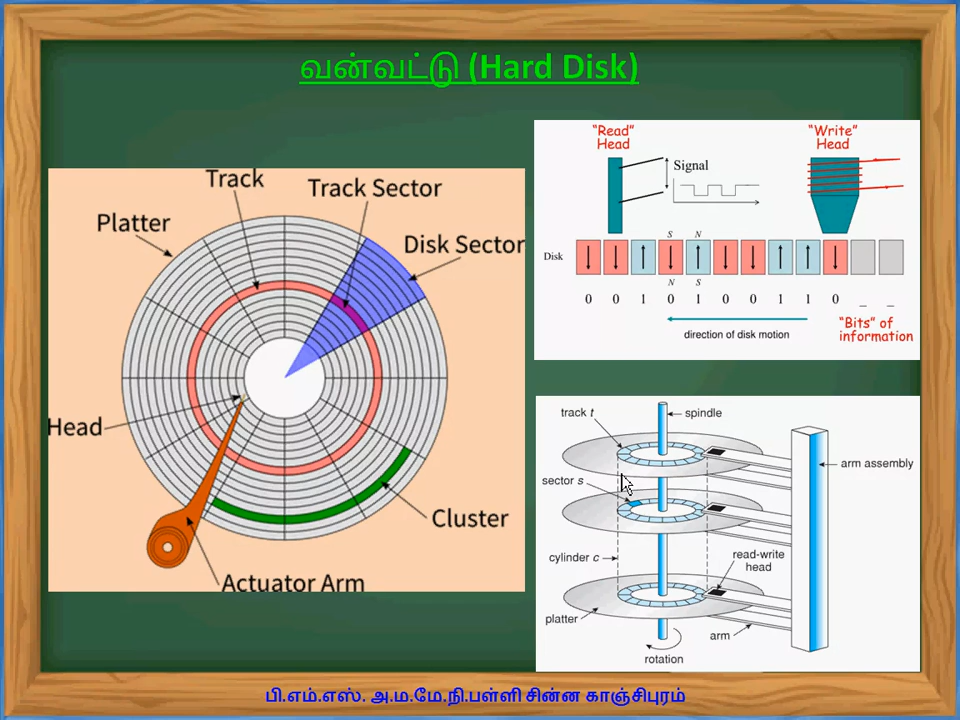 வன்வட்டு (Hard Disk)
Track
Track Sector
Platter
Disk Sector
Head
Cluster
Actuator Arm
"Read"
Head
"Write"
Head
Signal
S N
Disk
N S
0 0 1 0 1 0 0 1 1 0 _ _
direction of disk motion
"Bits" of
information
track t
spindle
arm assembly
sector s
cylinder c
read-write
head
platter
arm
rotation
பி.எம்.எஸ். அ.ம.மே.நி.பள்ளி சின்ன காஞ்சிபுரம்